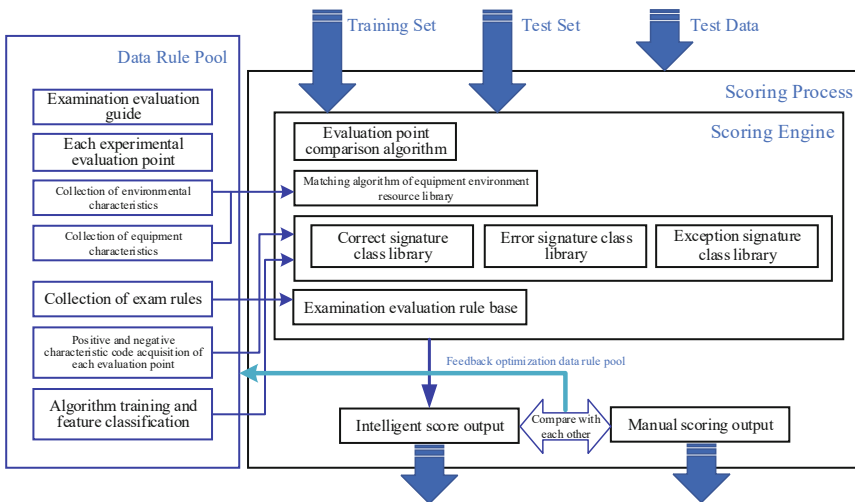 Training Set
Test Set
Test Data
Data Rule Pool
Examination evaluation
guide
Each experimental
evaluation point
Collection of environmental
characteristics
Collection of equipment
characteristics
Collection of exam rules
Positive and negative
characteristic code acquisition of
each evaluation point
Algorithm training and
feature classification
Scoring Process
Scoring Engine
Evaluation point
comparison algorithm
Matching algorithm of equipment environment
resource library
Correct signature
class library
Error signature class
library
Exception signature
class library
Examination evaluation rule base
Feedback optimization data rule pool
Intelligent score output
Compare with
each other
Manual scoring output